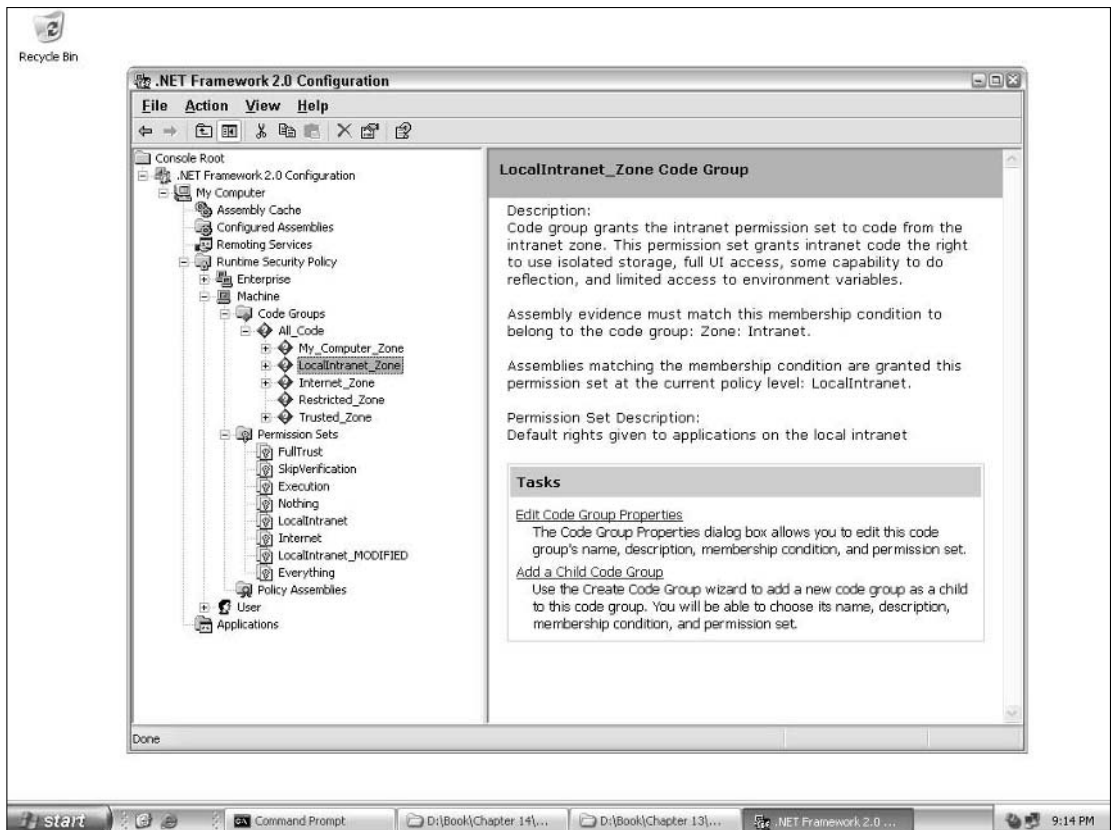 Recycle Bin
.NET Framework 2.0 Configuration
File Action View Help
Console Root
.NET Framework 2.0 Configuration
My Computer
Assembly Cache
Configured Assemblies
Remoting Services
Runtime Security Policy
Enterprise
Machine
Code Groups
All_Code
My_Computer_Zone
LocalIntranet_Zone
Internet_Zone
Restricted_Zone
Trusted_Zone
Permission Sets
FullTrust
SkipVerification
Execution
Nothing
LocalIntranet
Internet
LocalIntranet_MODIFIED
Everything
Policy Assemblies
User
Applications
LocalIntranet_Zone Code Group
Description:
Code group grants the intranet permission set to code from the
intranet zone. This permission set grants intranet code the right
to use isolated storage, full UI access, some capability to do
reflection, and limited access to environment variables.
Assembly evidence must match this membership condition to
belong to the code group: Zone: Intranet.
Assemblies matching the membership condition are granted this
permission set at the current policy level: LocalIntranet.
Permission Set Description:
Default rights given to applications on the local intranet
Tasks
Edit Code Group Properties
The Code Group Properties dialog box allows you to edit this code
group's name, description, membership condition, and permission set.
Add a Child Code Group
Use the Create Code Group wizard to add a new code group as a child
to this code group. You will be able to choose its name, description,
membership condition, and permission set.
Done
start Command Prompt D:\Book\Chapter 14\... D:\Book\Chapter 13\... .NET Framework 2.0 ... 9:14 PM